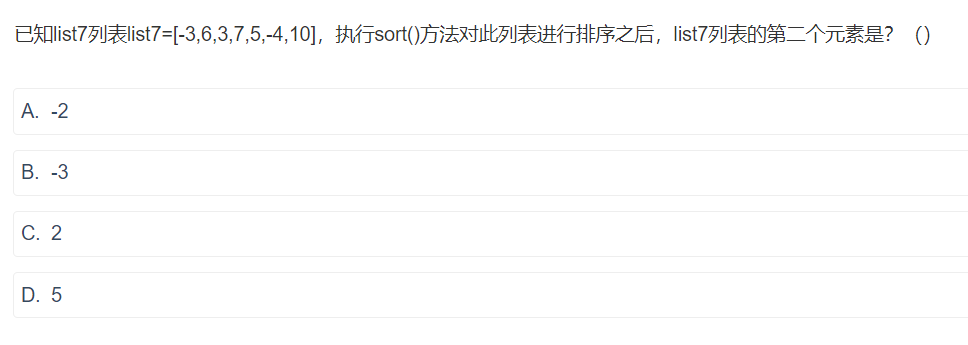 已知list7列表list7=[-3,6,3,7,5,-4,10]，执行sort()方法对此列表进行排序之后，list7列表的第二个元素是？（）
A. -2
B. -3
C. 2
D. 5